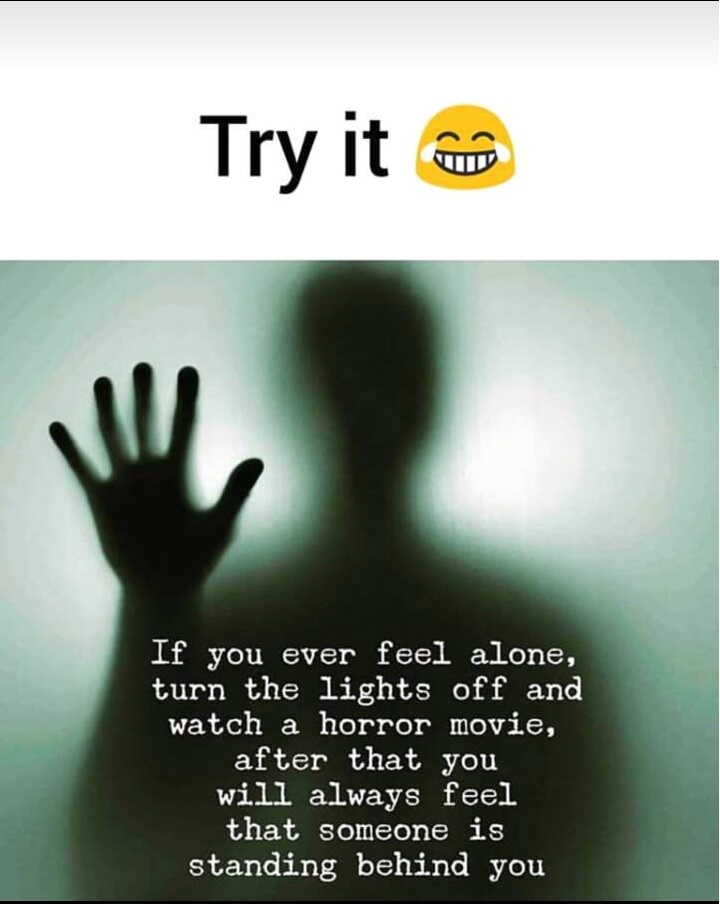 Try it 😂
If you ever feel alone,
turn the lights off and
watch a horror movie,
after that you
will always feel
that someone is
standing behind you